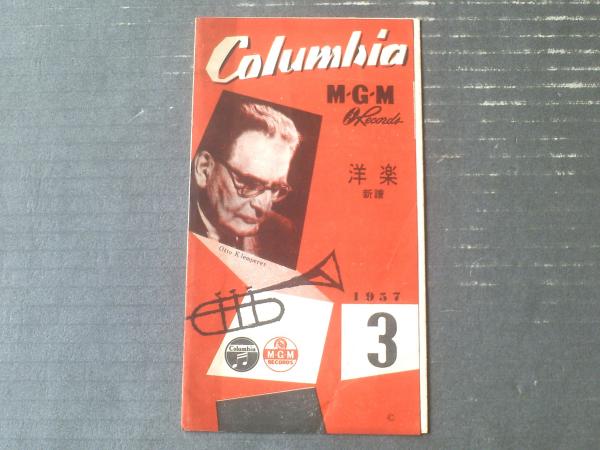 Columbia
M-G-M
Records
洋楽
新譜
Otto Klemperer
1957
3
Columbia
M-G-M
RECORDS
©